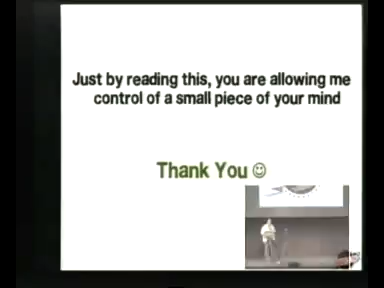 Just by reading this, you are allowing me
control of a small piece of your mind
Thank You ☺